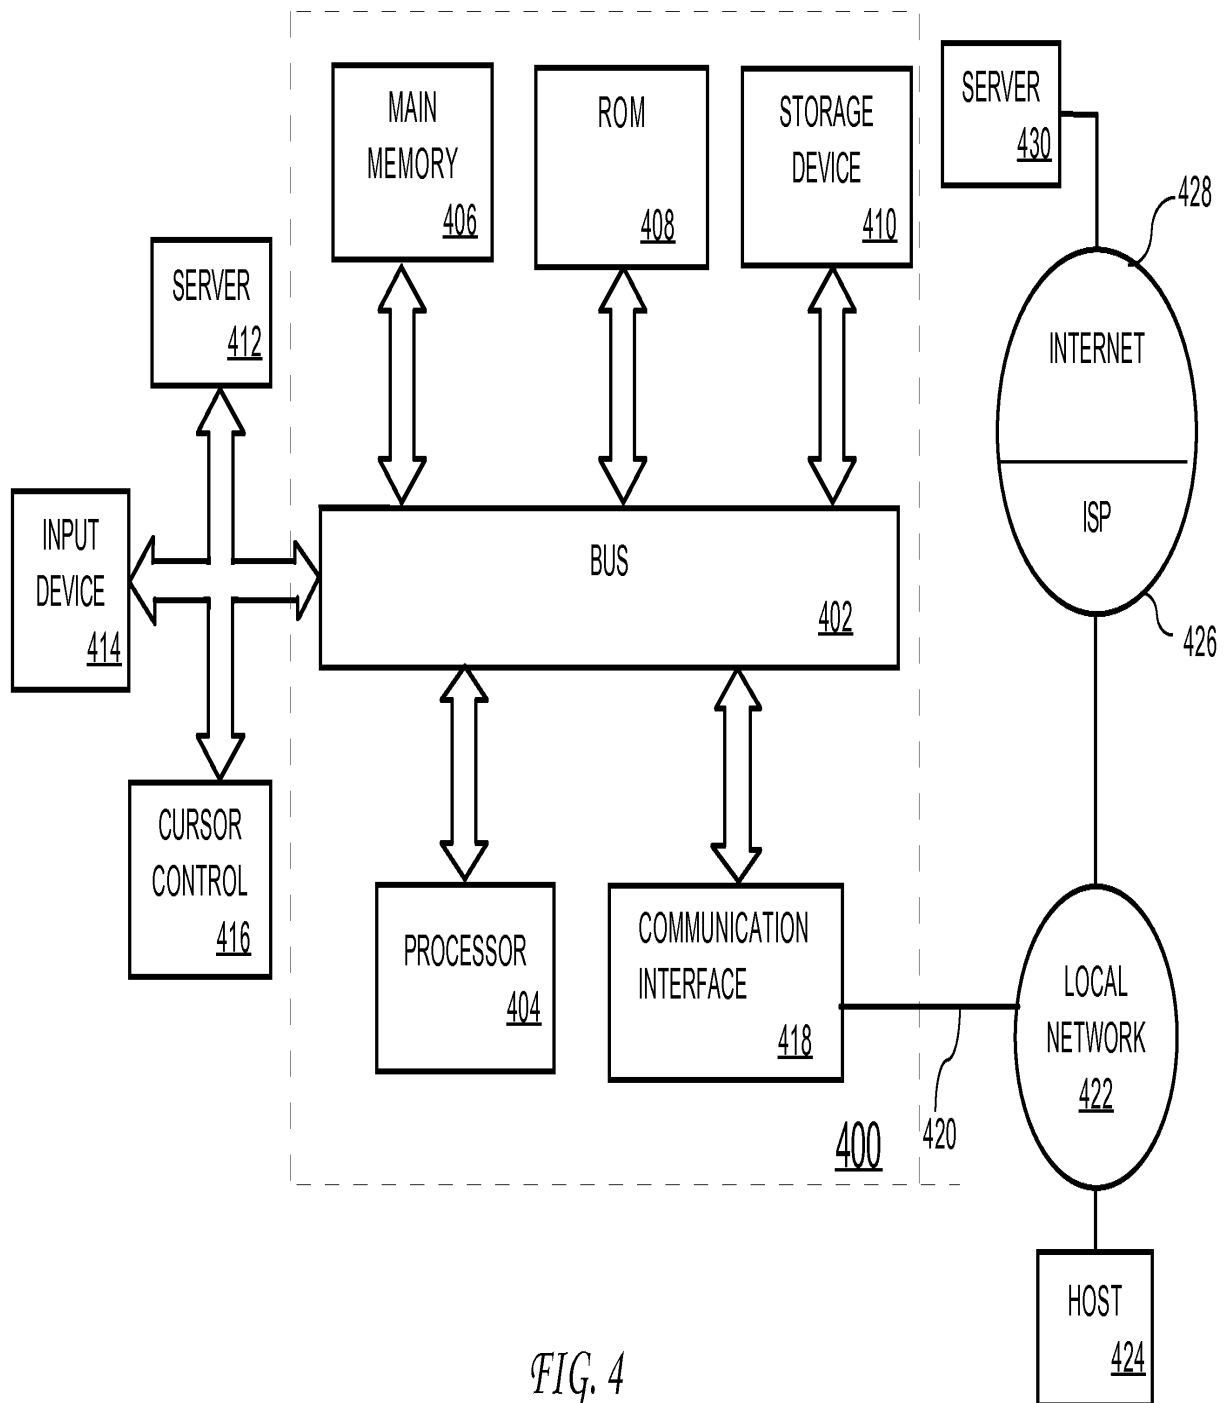 MAIN
MEMORY
406
ROM
408
STORAGE
DEVICE
410
SERVER
430
428
SERVER
412
INTERNET
ISP
426
INPUT
DEVICE
414
BUS
402
CURSOR
CONTROL
416
PROCESSOR
404
COMMUNICATION
INTERFACE
418
LOCAL
NETWORK
422
420
400
HOST
424
FIG. 4